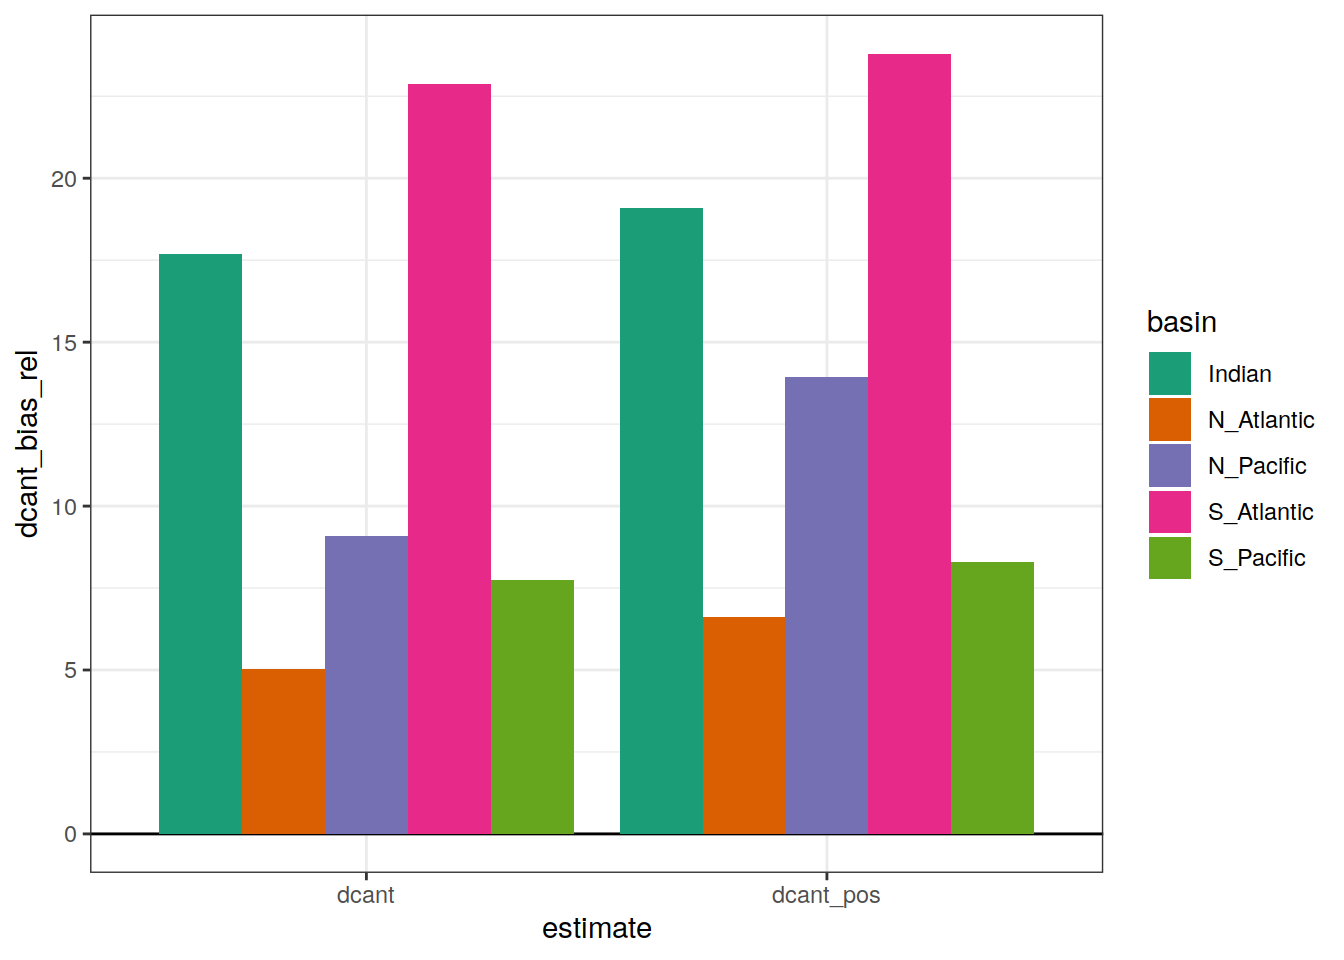 dcant_bias_rel
20
15
10
5
0
dcant
dcant_pos
estimate
basin
Indian
N_Atlantic
N_Pacific
S_Atlantic
S_Pacific